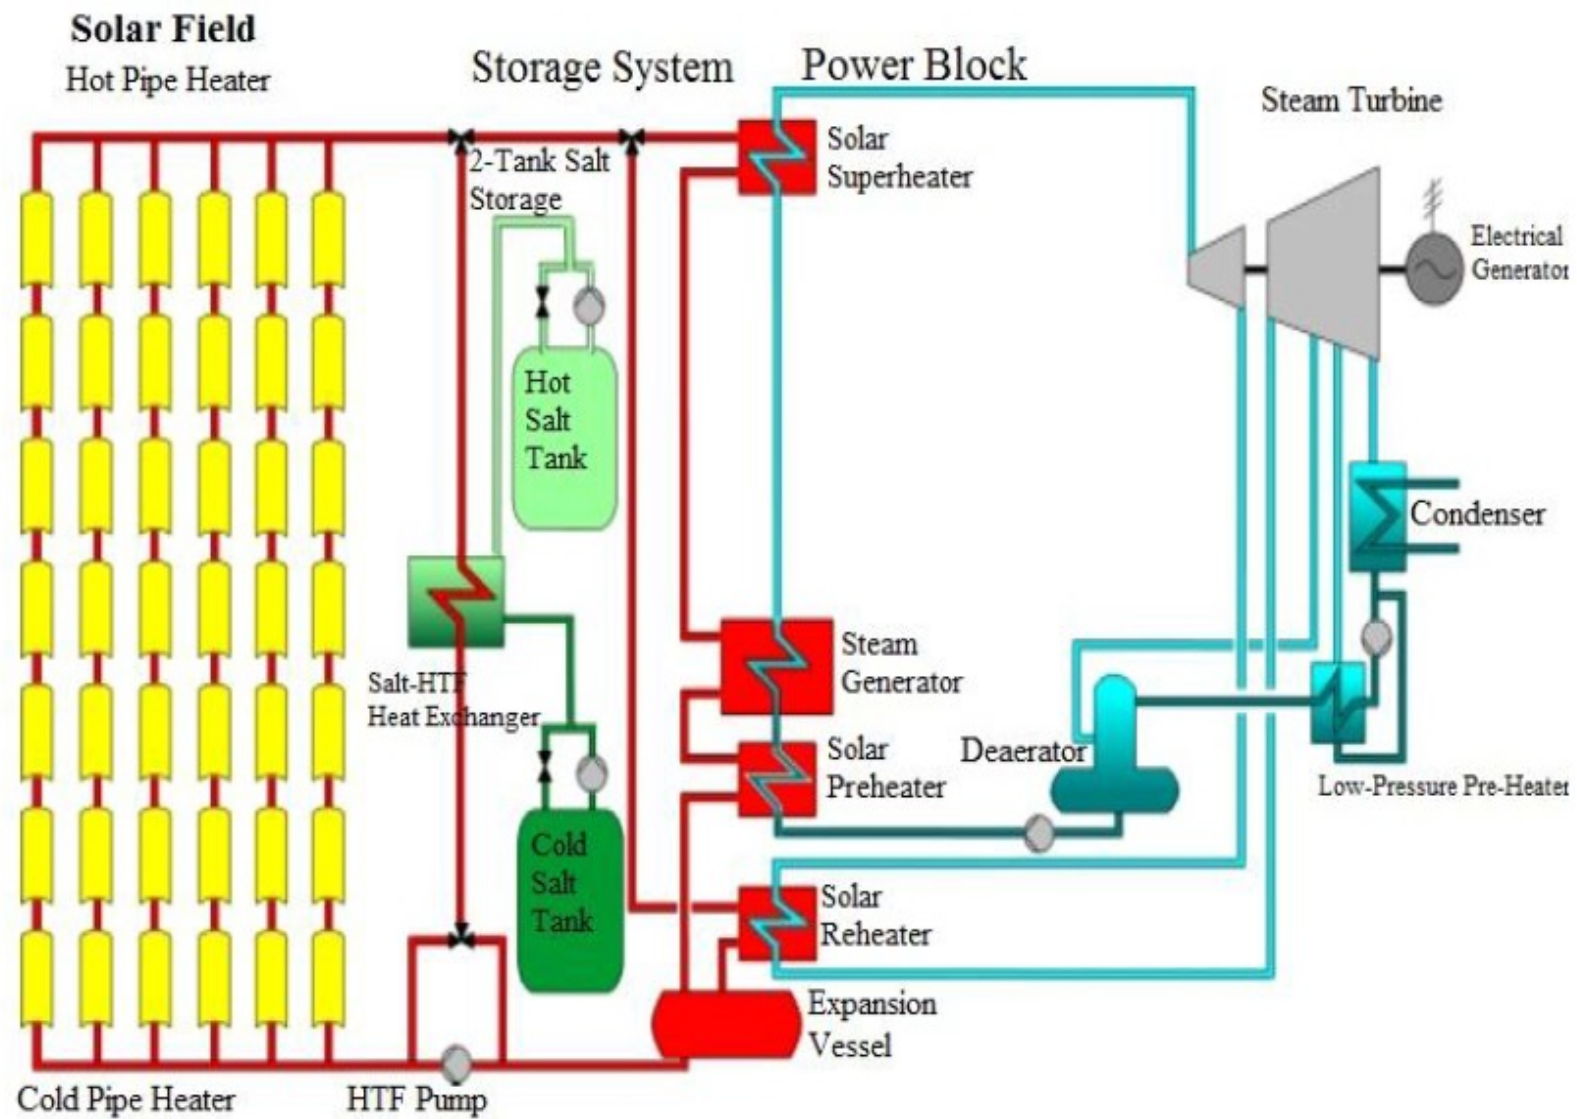 Solar Field
Hot Pipe Heater
Storage System
Power Block
Steam Turbine
2-Tank Salt
Storage
Solar
Superheater
Electrical
Generator
Hot
Salt
Tank
Condenser
Steam
Generator
Salt-HTF
Heat Exchanger
Solar
Preheater
Deaerator
Low-Pressure Pre-Heater
Cold
Salt
Tank
Solar
Reheater
Expansion
Vessel
Cold Pipe Heater
HTF Pump